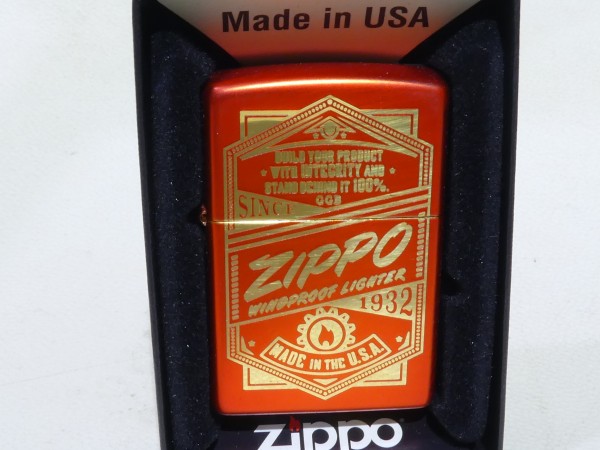 Made in USA
BUILD YOUR PRODUCT
WITH INTEGRITY AND
STAND BEHIND IT 100%.
GGB
SINCE
ZIPPO
WINDPROOF LIGHTER
1932
MADE IN THE U.S.A.
zippo